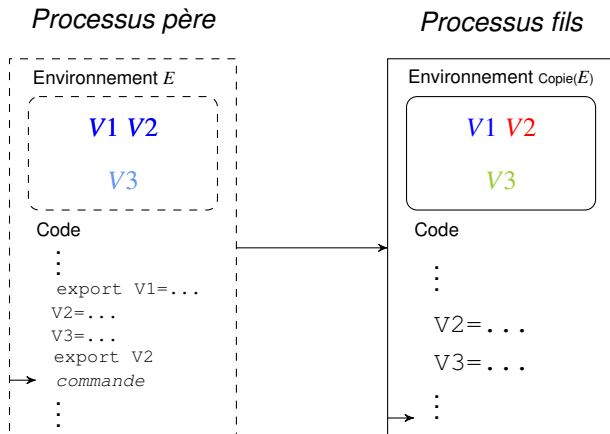 Processus père
Environnement E
V1 V2
V3
Code
export V1=...
V2=...
V3=...
export V2
commande
Processus fils
Environnement Copie(E)
V1 V2
V3
Code
V2=...
V3=...